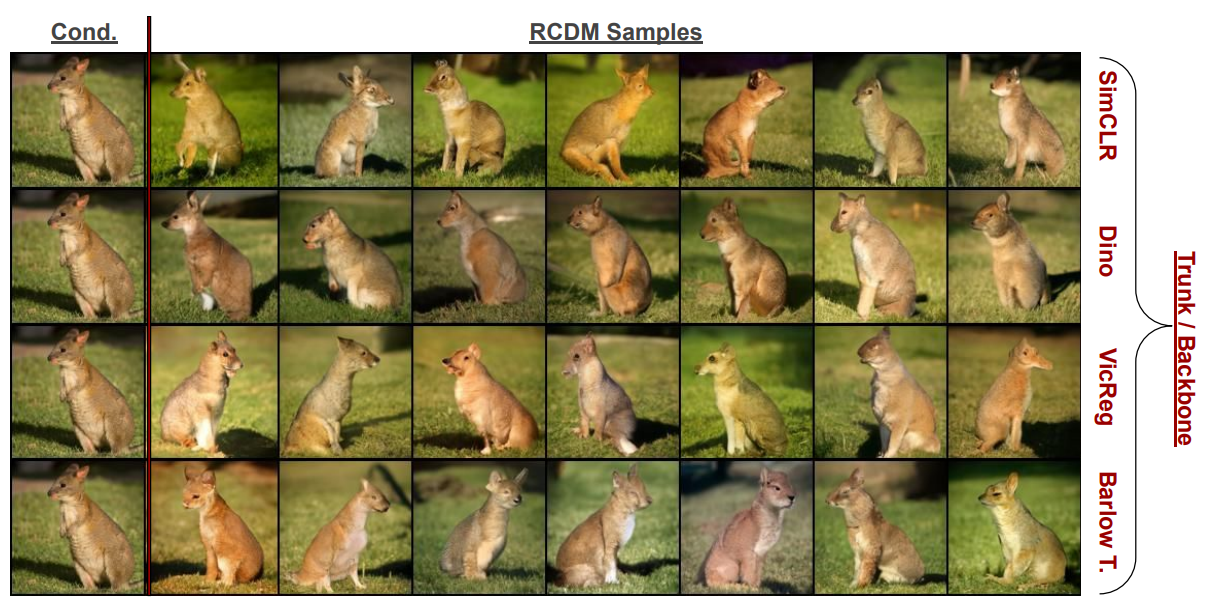 Cond.
RCDM Samples
SimCLR
Dino
VicReg
Barlow T.
Trunk / Backbone